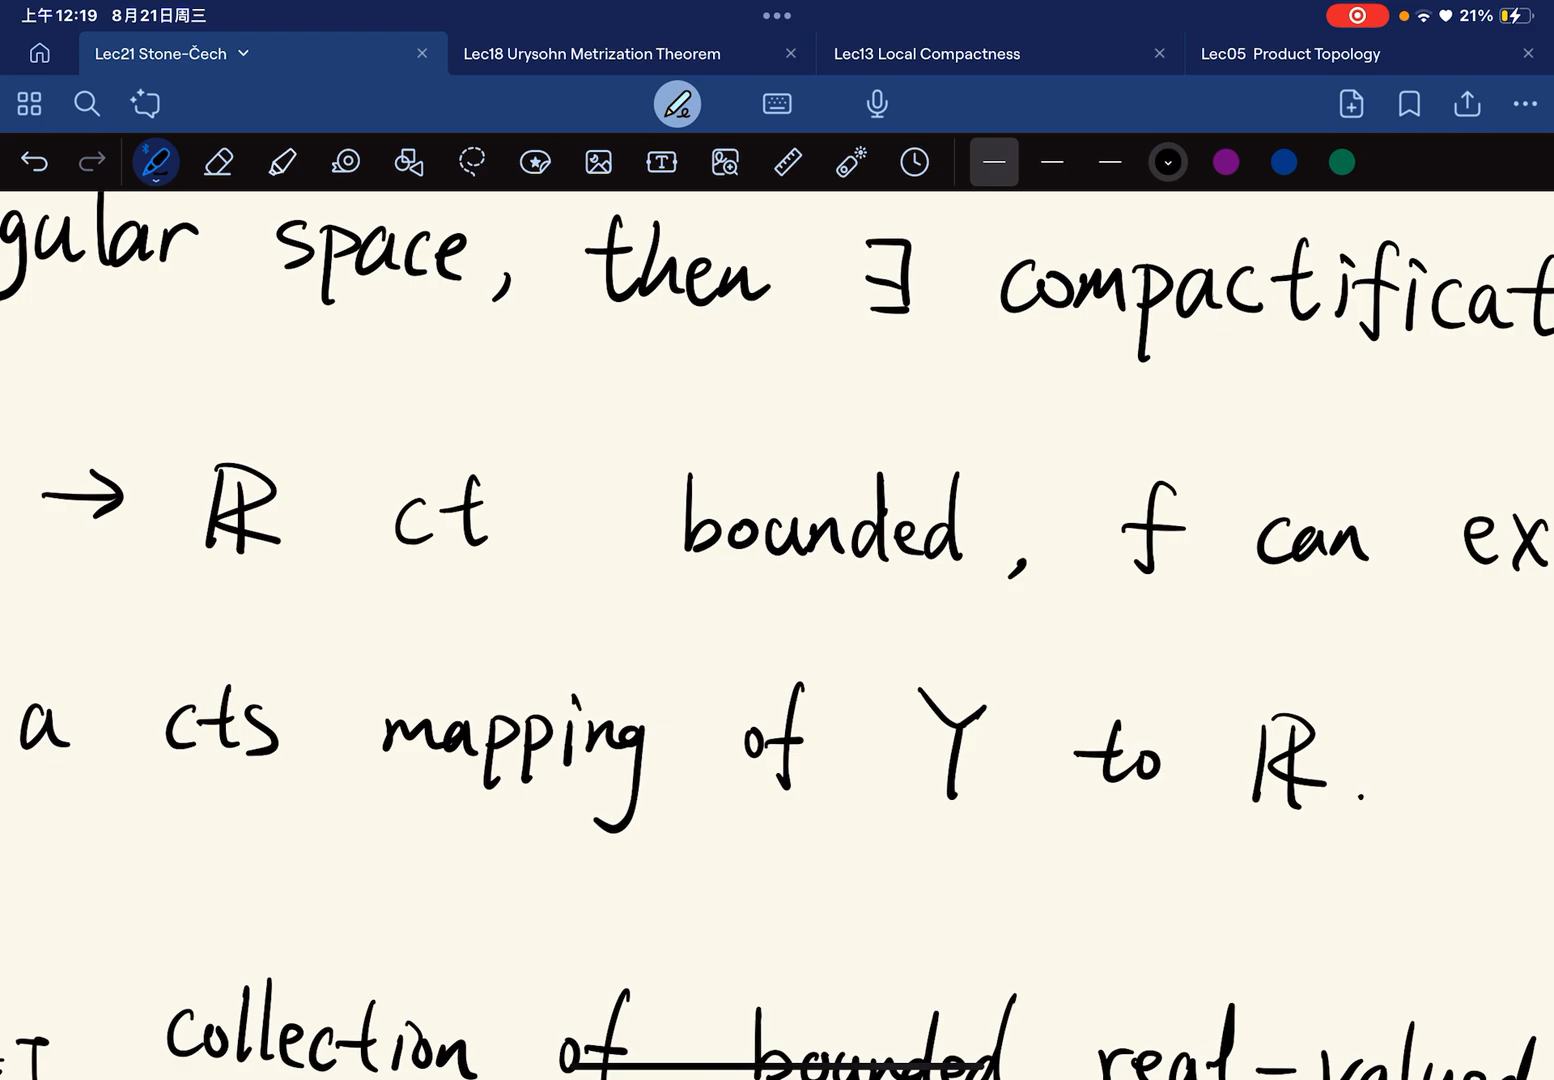 上午12:19 8月21日周三 21%
Lec21 Stone-Čech Lec18 Urysohn Metrization Theorem Lec13 Local Compactness Lec05 Product Topology
gular space, then ∃ compactificat
→ ℝ ct bounded, f can ex
a cts mapping of Y to ℝ.
collection of bounded real-valued